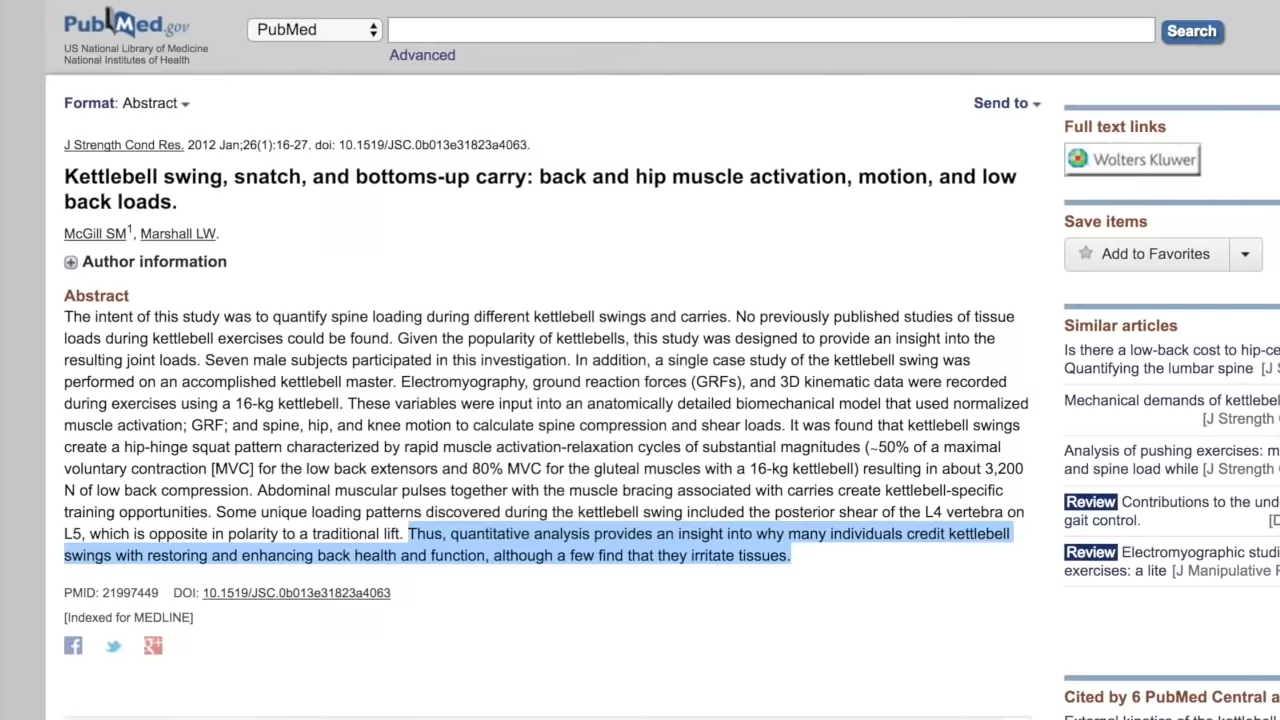 PubMed.gov
US National Library of Medicine
National Institutes of Health
PubMed
Search
Advanced
Format: Abstract
Send to
J Strength Cond Res. 2012 Jan;26(1):16-27. doi: 10.1519/JSC.0b013e31823a4063.
Kettlebell swing, snatch, and bottoms-up carry: back and hip muscle activation, motion, and low
back loads.
McGill SM1, Marshall LW.
Author information
Abstract
The intent of this study was to quantify spine loading during different kettlebell swings and carries. No previously published studies of tissue
loads during kettlebell exercises could be found. Given the popularity of kettlebells, this study was designed to provide an insight into the
resulting joint loads. Seven male subjects participated in this investigation. In addition, a single case study of the kettlebell swing was
performed on an accomplished kettlebell master. Electromyography, ground reaction forces (GRFs), and 3D kinematic data were recorded
during exercises using a 16-kg kettlebell. These variables were input into an anatomically detailed biomechanical model that used normalized
muscle activation; GRF; and spine, hip, and knee motion to calculate spine compression and shear loads. It was found that kettlebell swings
create a hip-hinge squat pattern characterized by rapid muscle activation-relaxation cycles of substantial magnitudes (~50% of a maximal
voluntary contraction [MVC] for the low back extensors and 80% MVC for the gluteal muscles with a 16-kg kettlebell) resulting in about 3,200
N of low back compression. Abdominal muscular pulses together with the muscle bracing associated with carries create kettlebell-specific
training opportunities. Some unique loading patterns discovered during the kettlebell swing included the posterior shear of the L4 vertebra on
L5, which is opposite in polarity to a traditional lift. Thus, quantitative analysis provides an insight into why many individuals credit kettlebell
swings with restoring and enhancing back health and function, although a few find that they irritate tissues.
PMID: 21997449 DOI: 10.1519/JSC.0b013e31823a4063
[Indexed for MEDLINE]
Full text links
Wolters Kluwer
Save items
Add to Favorites
Similar articles
Is there a low-back cost to hip-ce
Quantifying the lumbar spine [J S
Mechanical demands of kettlebel
[J Strength
Analysis of pushing exercises: m
and spine load while [J Strength
Review Contributions to the und
gait control. [D
Review Electromyographic studi
exercises: a lite [J Manipulative
Cited by 6 PubMed Central a
External kinetics of the kettlebell